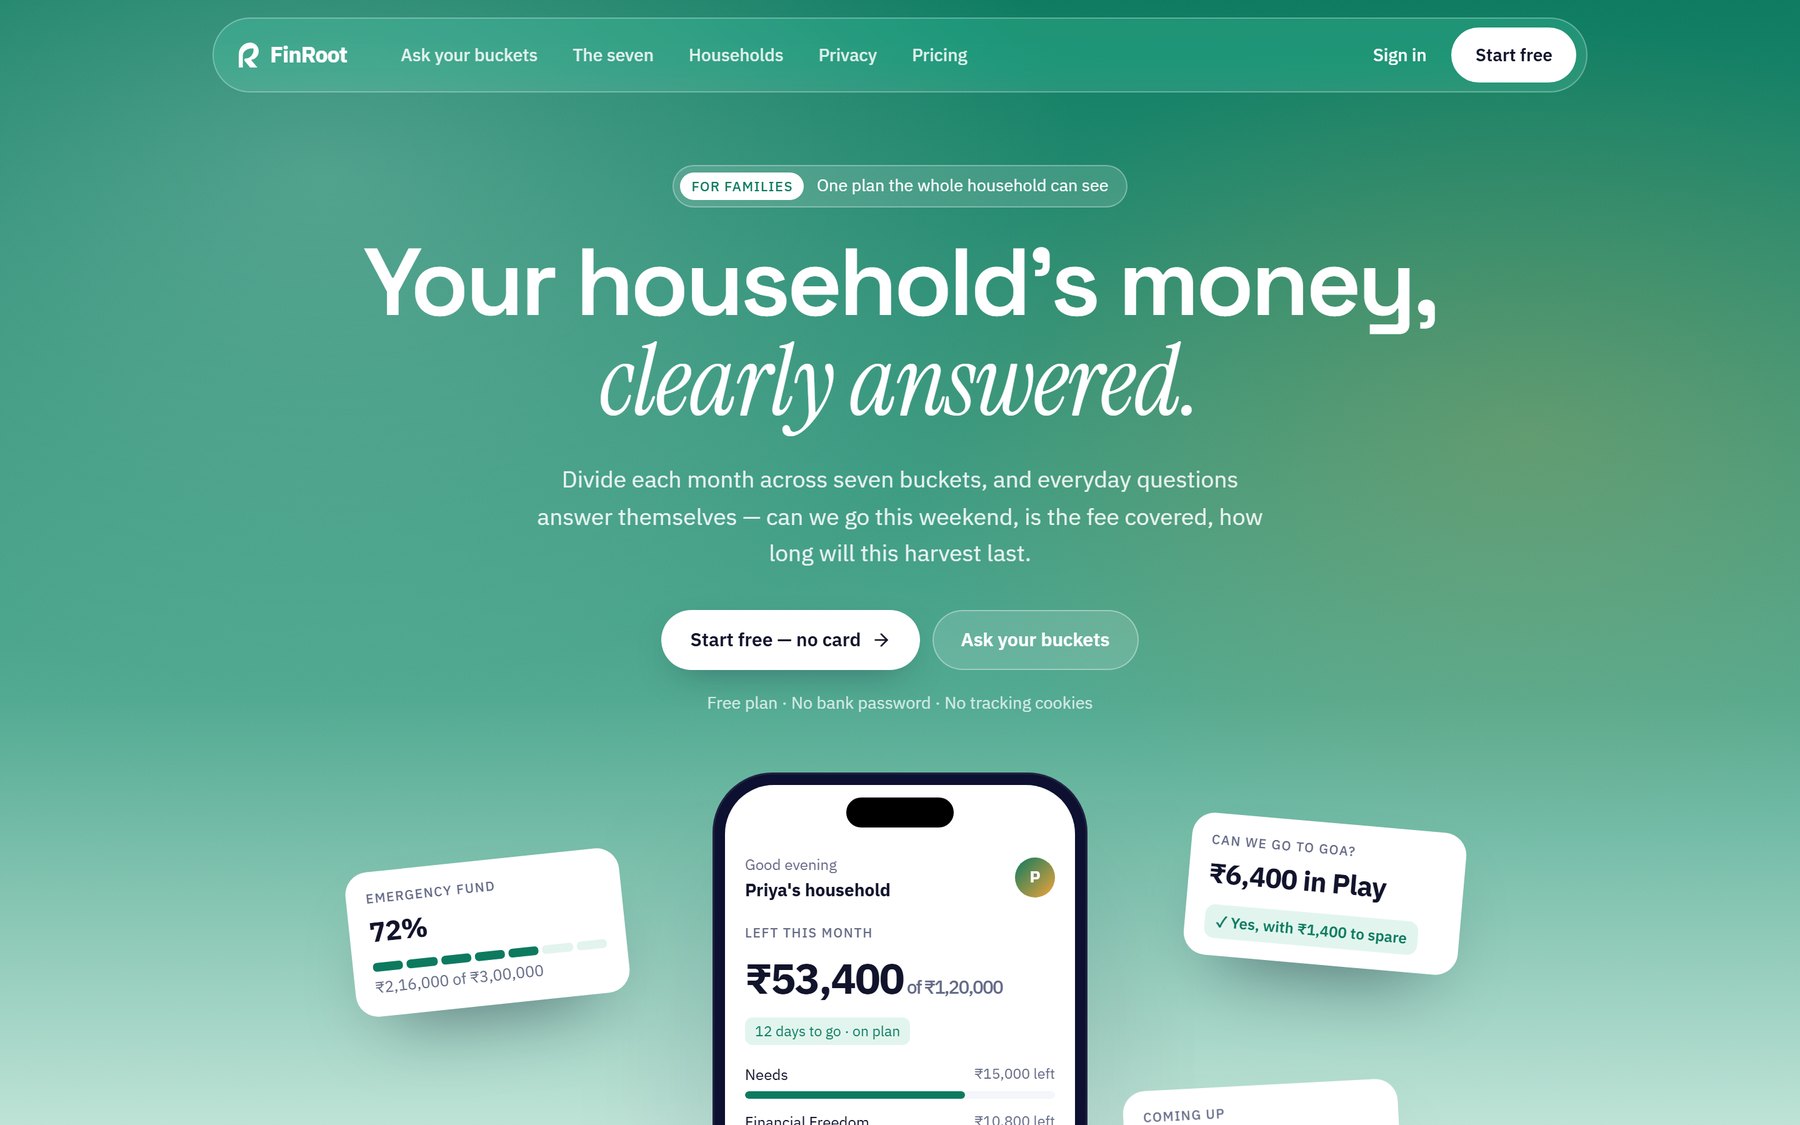 FinRoot
Ask your buckets
The seven
Households
Privacy
Pricing
Sign in
Start free
FOR FAMILIES
One plan the whole household can see
Your household’s money,
clearly answered.
Divide each month across seven buckets, and everyday questions
answer themselves — can we go this weekend, is the fee covered, how
long will this harvest last.
Start free — no card →
Ask your buckets
Free plan · No bank password · No tracking cookies
EMERGENCY FUND
72%
₹2,16,000 of ₹3,00,000
Good evening
Priya's household
P
LEFT THIS MONTH
₹53,400 of ₹1,20,000
12 days to go · on plan
Needs
₹15,000 left
Financial Freedom
₹10,800 left
CAN WE GO TO GOA?
₹6,400 in Play
✓ Yes, with ₹1,400 to spare
COMING UP